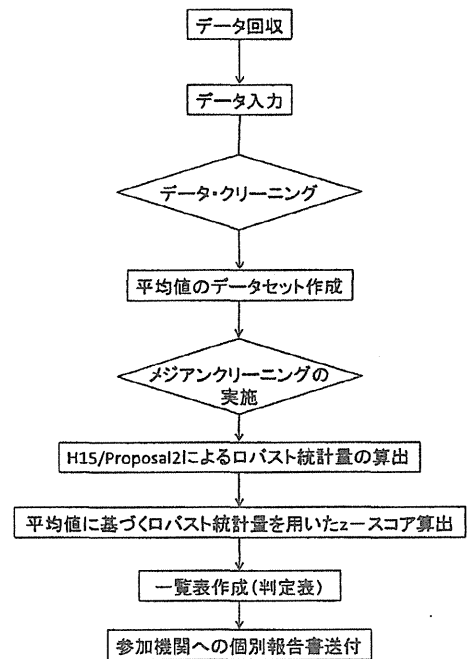 データ回収
データ入力
データ・クリーニング
平均値のデータセット作成
メジアンクリーニングの
実施
H15/Proposal2によるロバスト統計量の算出
平均値に基づくロバスト統計量を用いたz－スコア算出
一覧表作成(判定表)
参加機関への個別報告書送付